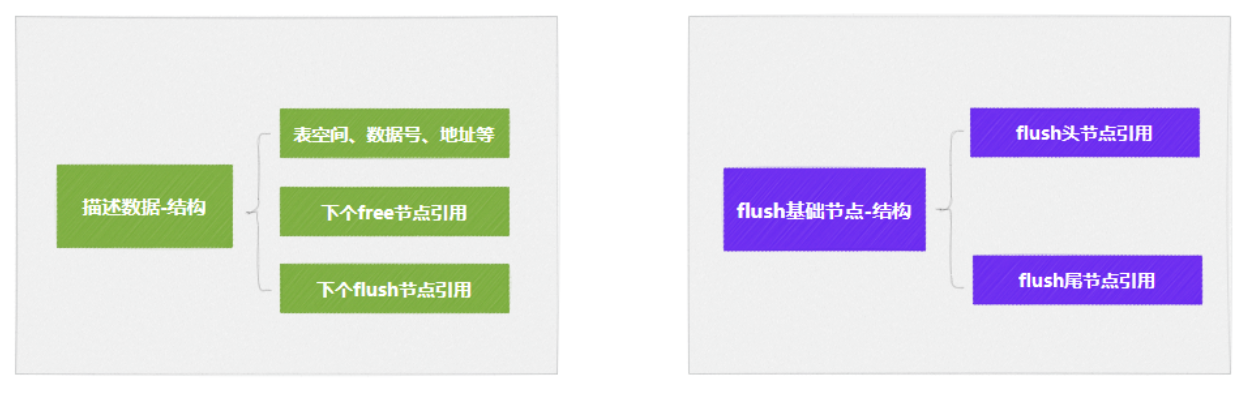 描述数据-结构
表空间、数据号、地址等
下个free节点引用
下个flush节点引用
flush基础节点-结构
flush头节点引用
flush尾节点引用